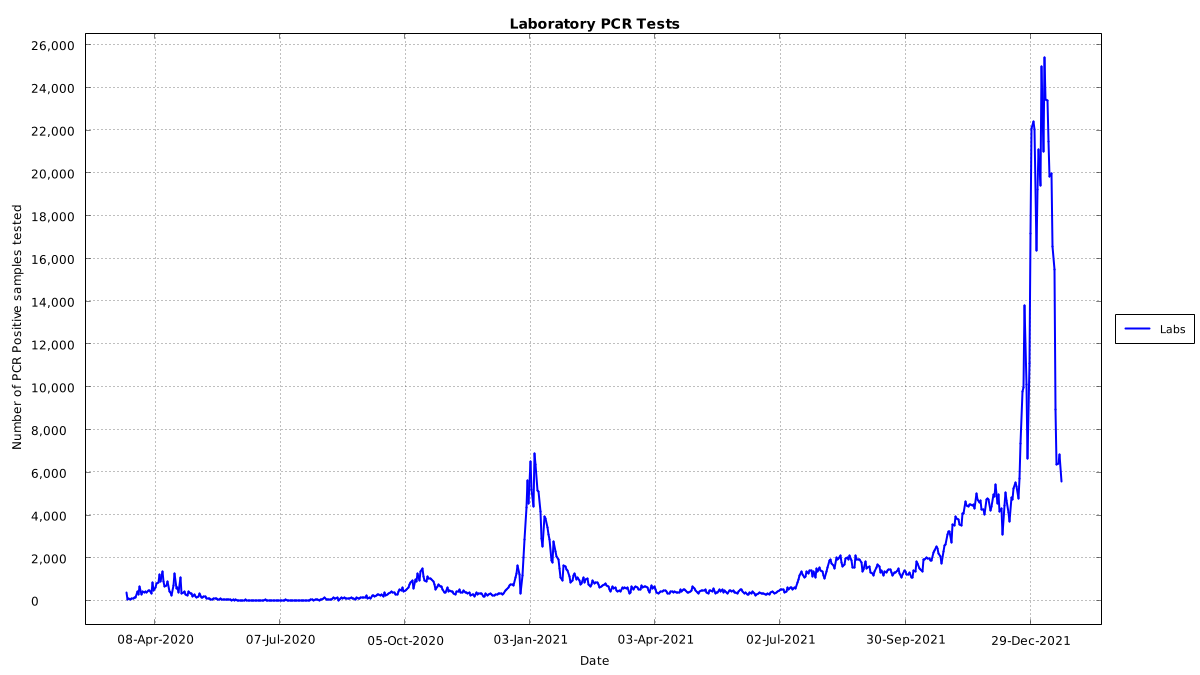 Laboratory PCR Tests
Number of PCR Positive samples tested
26,000
24,000
22,000
20,000
18,000
16,000
14,000
12,000
10,000
8,000
6,000
4,000
2,000
0
08-Apr-2020
07-Jul-2020
05-Oct-2020
03-Jan-2021
03-Apr-2021
02-Jul-2021
30-Sep-2021
29-Dec-2021
Date
Labs